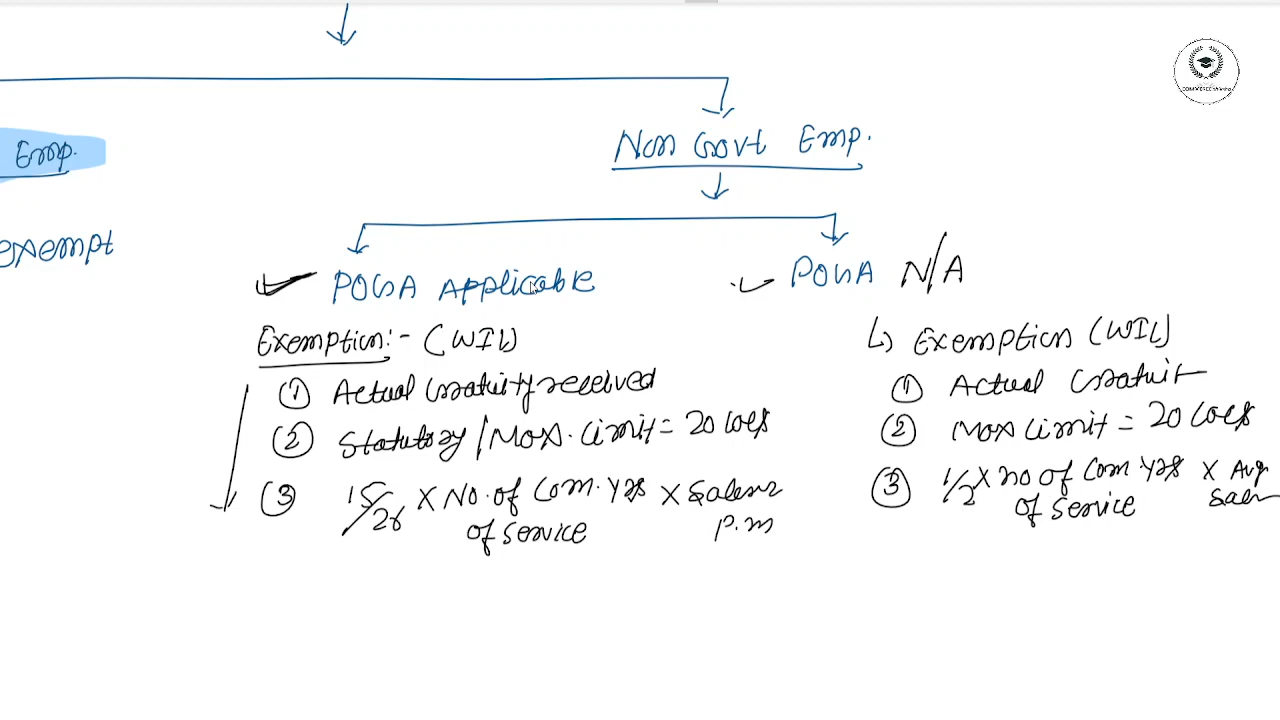 Non Govt Emp.
Emp.
exempt
POGA Applicable
POGA N/A
Exemption:- (WIL)
① Actual Gratuity received
② Statutory / Max. Limit = 20 lacs
③ 15/26 X No. of Com. Yrs X Salary
of Service p.m
↳ Exemption (WIL)
① Actual Gratuit
② Max Limit = 20 lacs
③ 1/2 X no of Com Yrs X Avg
of Service